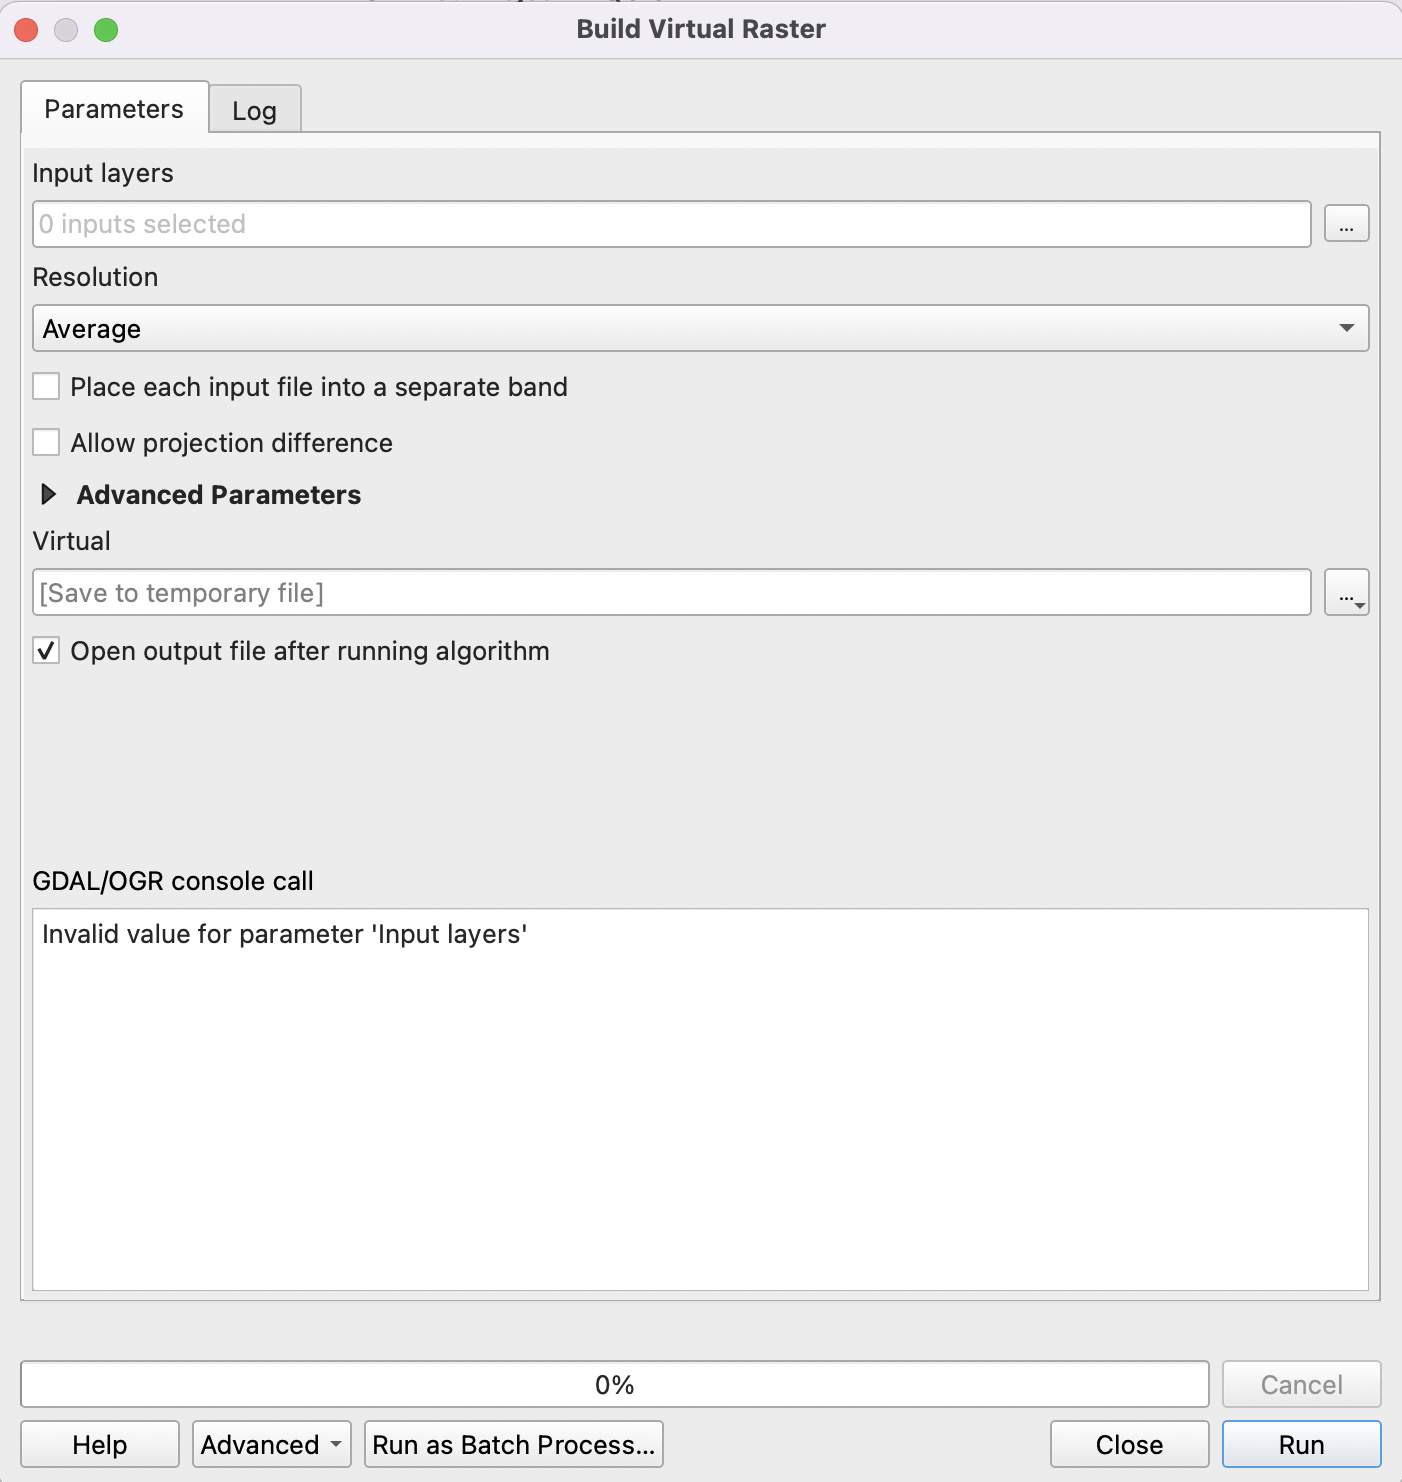 Build Virtual Raster
Parameters
Log
Input layers
0 inputs selected
...
Resolution
Average
Place each input file into a separate band
Allow projection difference
Advanced Parameters
Virtual
[Save to temporary file]
...
Open output file after running algorithm
GDAL/OGR console call
Invalid value for parameter 'Input layers'
0%
Cancel
Help
Advanced
Run as Batch Process...
Close
Run